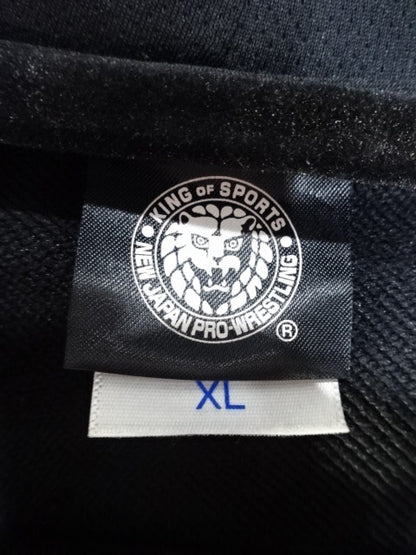 KING OF SPORTS
NEW JAPAN PRO-WRESTLING
®
XL